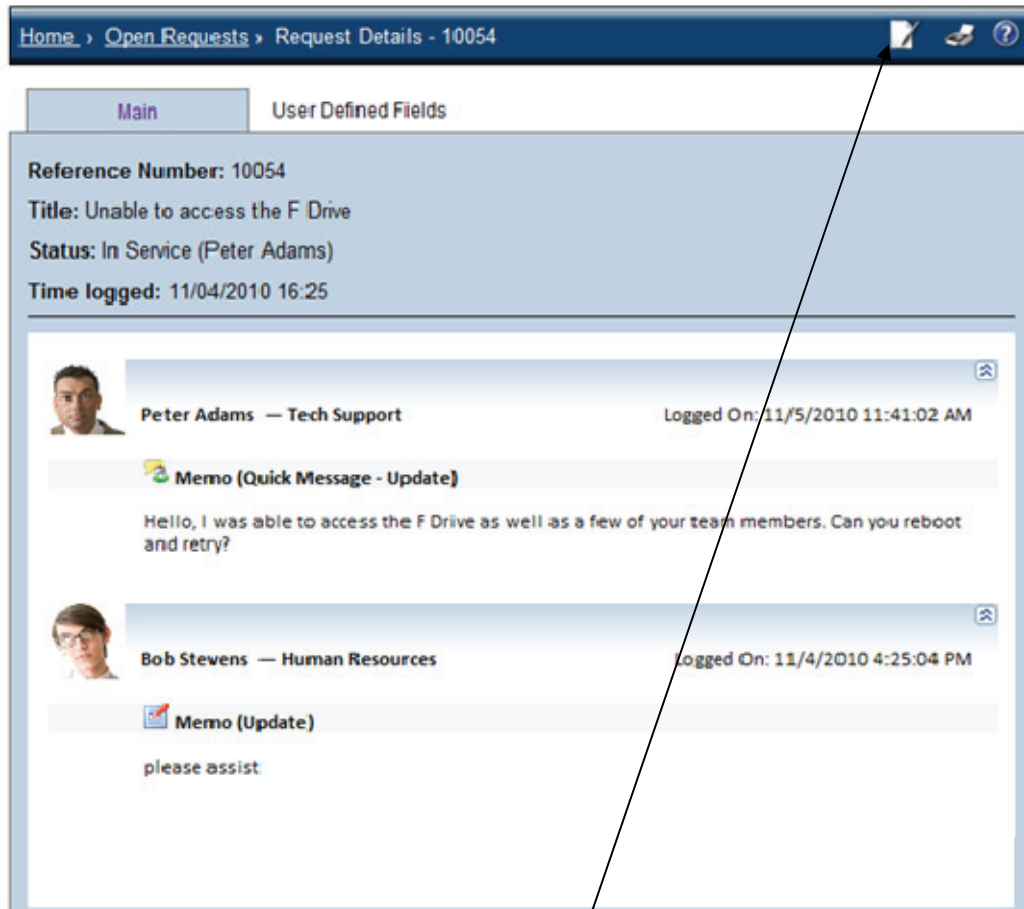 Home › Open Requests » Request Details - 10054
?
Main
User Defined Fields
Reference Number: 10054
Title: Unable to access the F Drive
Status: In Service (Peter Adams)
Time logged: 11/04/2010 16:25
Peter Adams — Tech Support
Logged On: 11/5/2010 11:41:02 AM
Memo (Quick Message - Update)
Hello, I was able to access the F Drive as well as a few of your team members. Can you reboot
and retry?
Bob Stevens — Human Resources
Logged On: 11/4/2010 4:25:04 PM
Memo (Update)
please assist